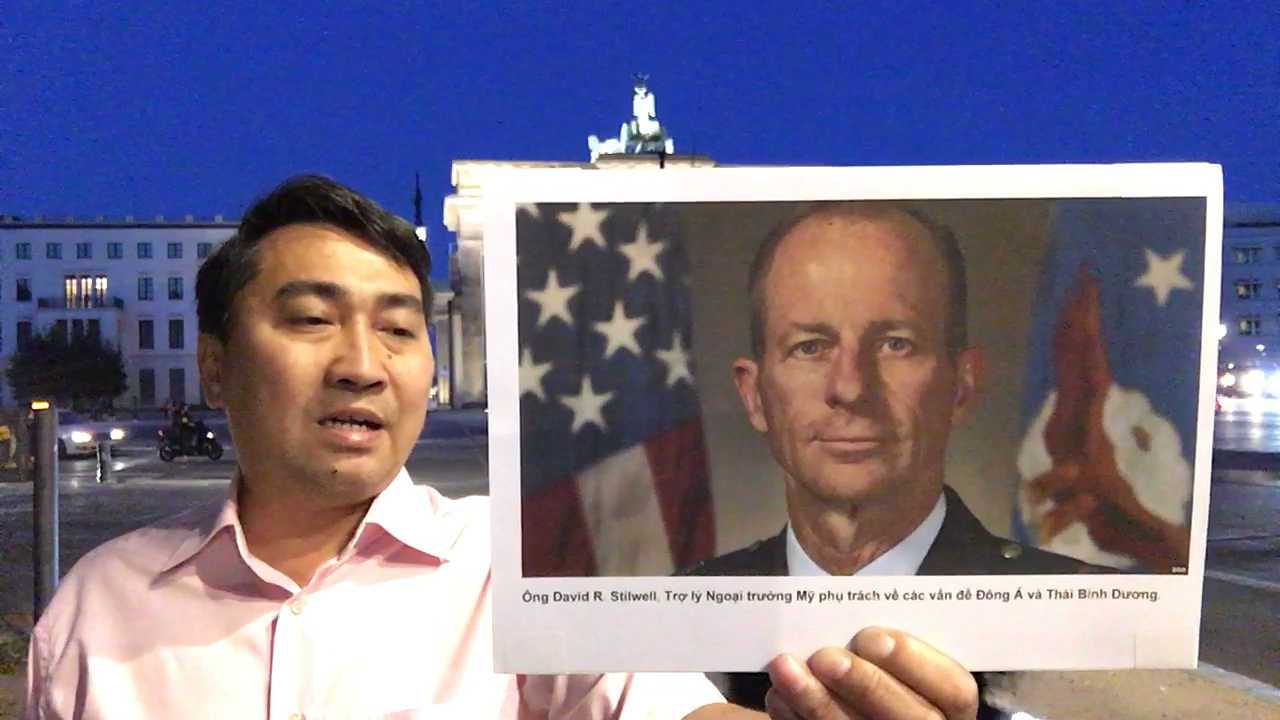 Ông David R. Stilwell, Trợ lý Ngoại trưởng Mỹ phụ trách về các vấn đề Đông Á và Thái Bình Dương.